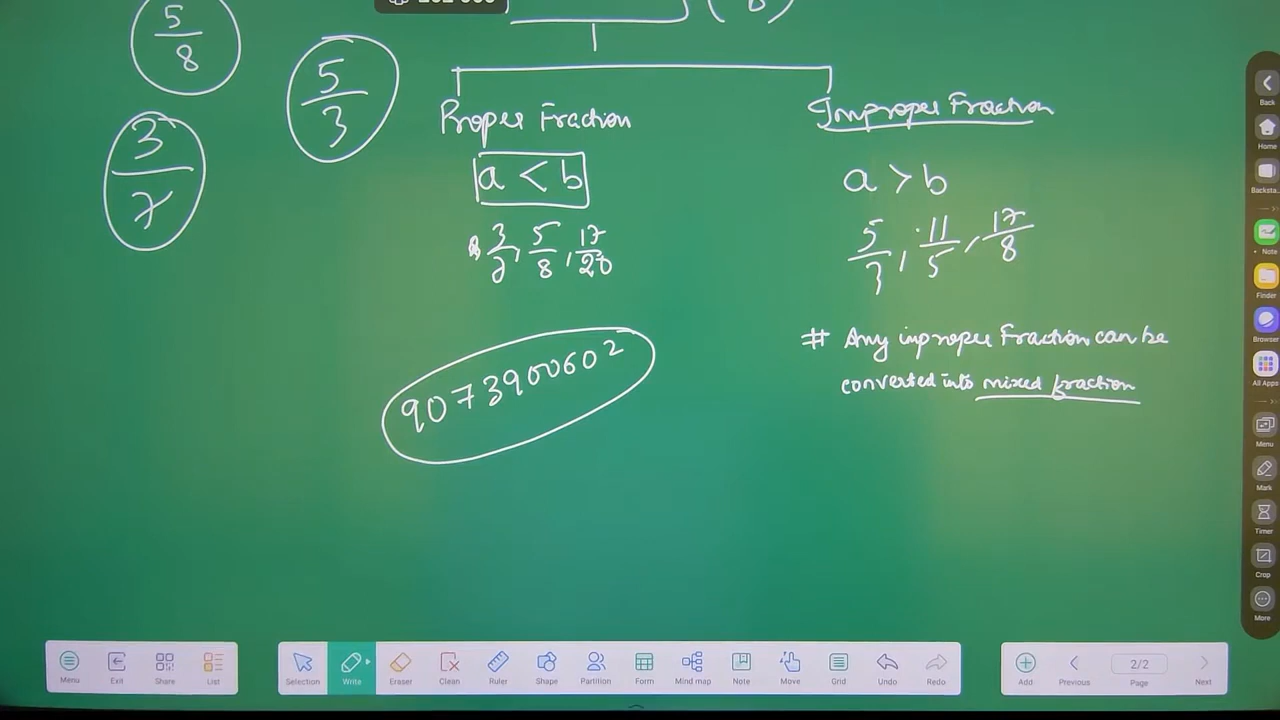 5/8
5/3
3/7
Proper Fraction
a < b
5/8, 17/20
Improper Fraction
a > b
5/3, 11/5, 17/8
# Any inproper Fraction can be
converted into mixed fraction
9073900602
Back
Home
Backsta..
Note
Finder
Browser
All Apps
Menu
Mark
Timer
Crop
More
Menu
Exit
Share
List
Selection
Write
Eraser
Clean
Ruler
Shape
Partition
Form
Mind map
Note
Move
Grid
Undo
Redo
Add
Previous
2/2
Page
Next